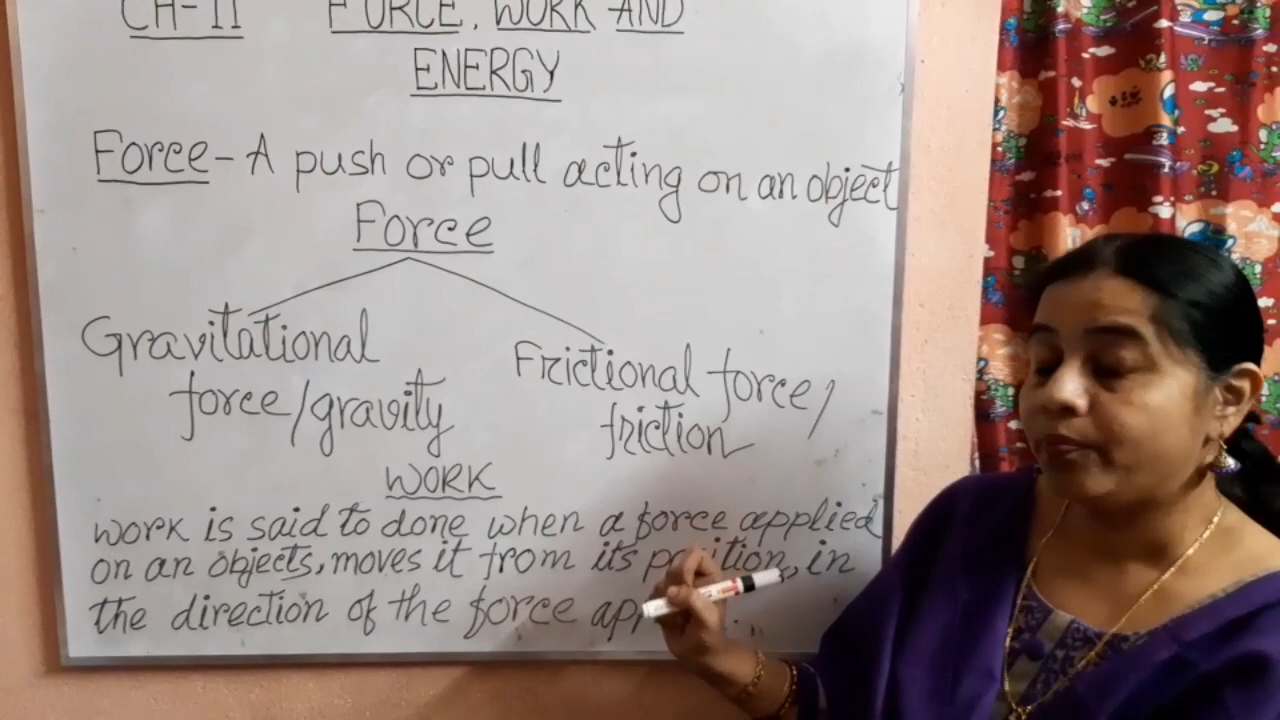 CH-11 FORCE, WORK AND
ENERGY
Force - A push or pull acting on an object
Force
Gravitational
force/gravity
Frictional force/
friction
WORK
Work is said to done when a force applied
on an objects, moves it from its position, in
the direction of the force